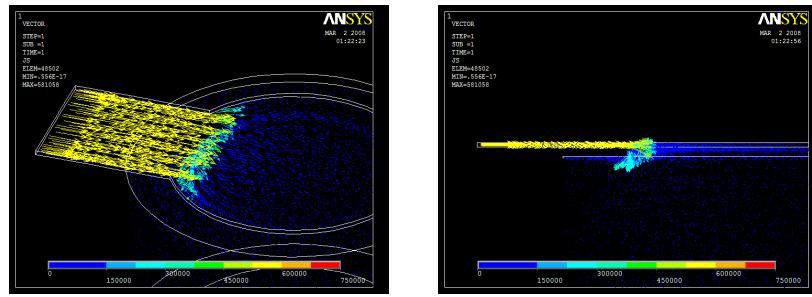 1
ANSYS
VECTOR
MAR 2 2008
01:22:23
STEP=1
SUB =1
TIME=1
JS
ELEM=48502
MIN=.556E-17
MAX=581058
0 150000 300000 450000 600000 750000
1
ANSYS
VECTOR
MAR 2 2008
01:22:56
STEP=1
SUB =1
TIME=1
JS
ELEM=48502
MIN=.556E-17
MAX=581058
0 150000 300000 450000 600000 750000